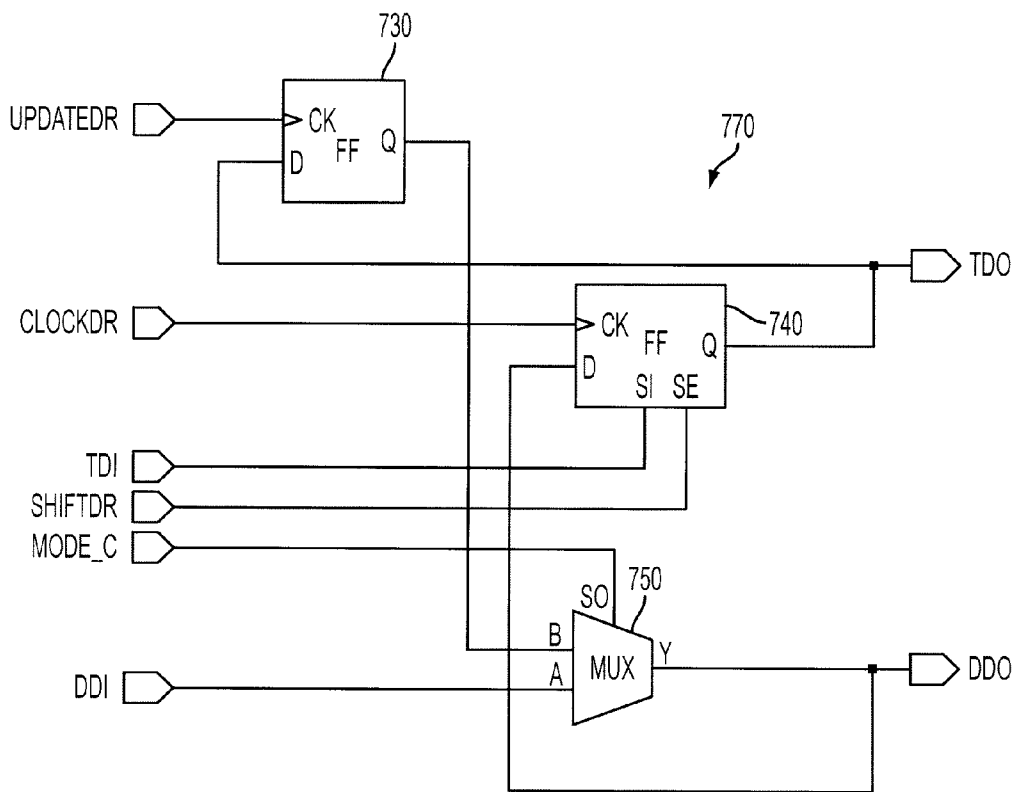 730
UPDATEDR
CK
FF
Q
D
770
TDO
CLOCKDR
CK
FF
Q
D
SI SE
740
TDI
SHIFTDR
MODE_C
SO
750
B
A
MUX
Y
DDI
DDO